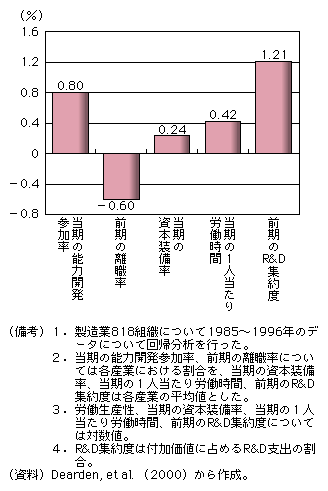 (%)
1.6
1.2
0.8
0.4
0
-0.4
-0.8
0.80
-0.60
0.24
0.42
1.21
当期の能力開発
参加率
前期の離職率
当期の
資本装備率
当期の1人当たり
労働時間
前期の
R&D集約度
(備考) 1.製造業818組織について1985~1996年のデ
ータについて回帰分析を行った。
2.当期の能力開発参加率、前期の離職率につい
ては各産業における割合を、当期の資本装備
率、当期の1人当たり労働時間、前期のR&D
集約度は各産業の平均値とした。
3.労働生産性、当期の資本装備率、当期の1人
当たり労働時間、前期のR&D集約度について
は対数値。
4.R&D集約度は付加価値に占めるR&D支出の割
合。
(資料) Dearden, et al. (2000) から作成。